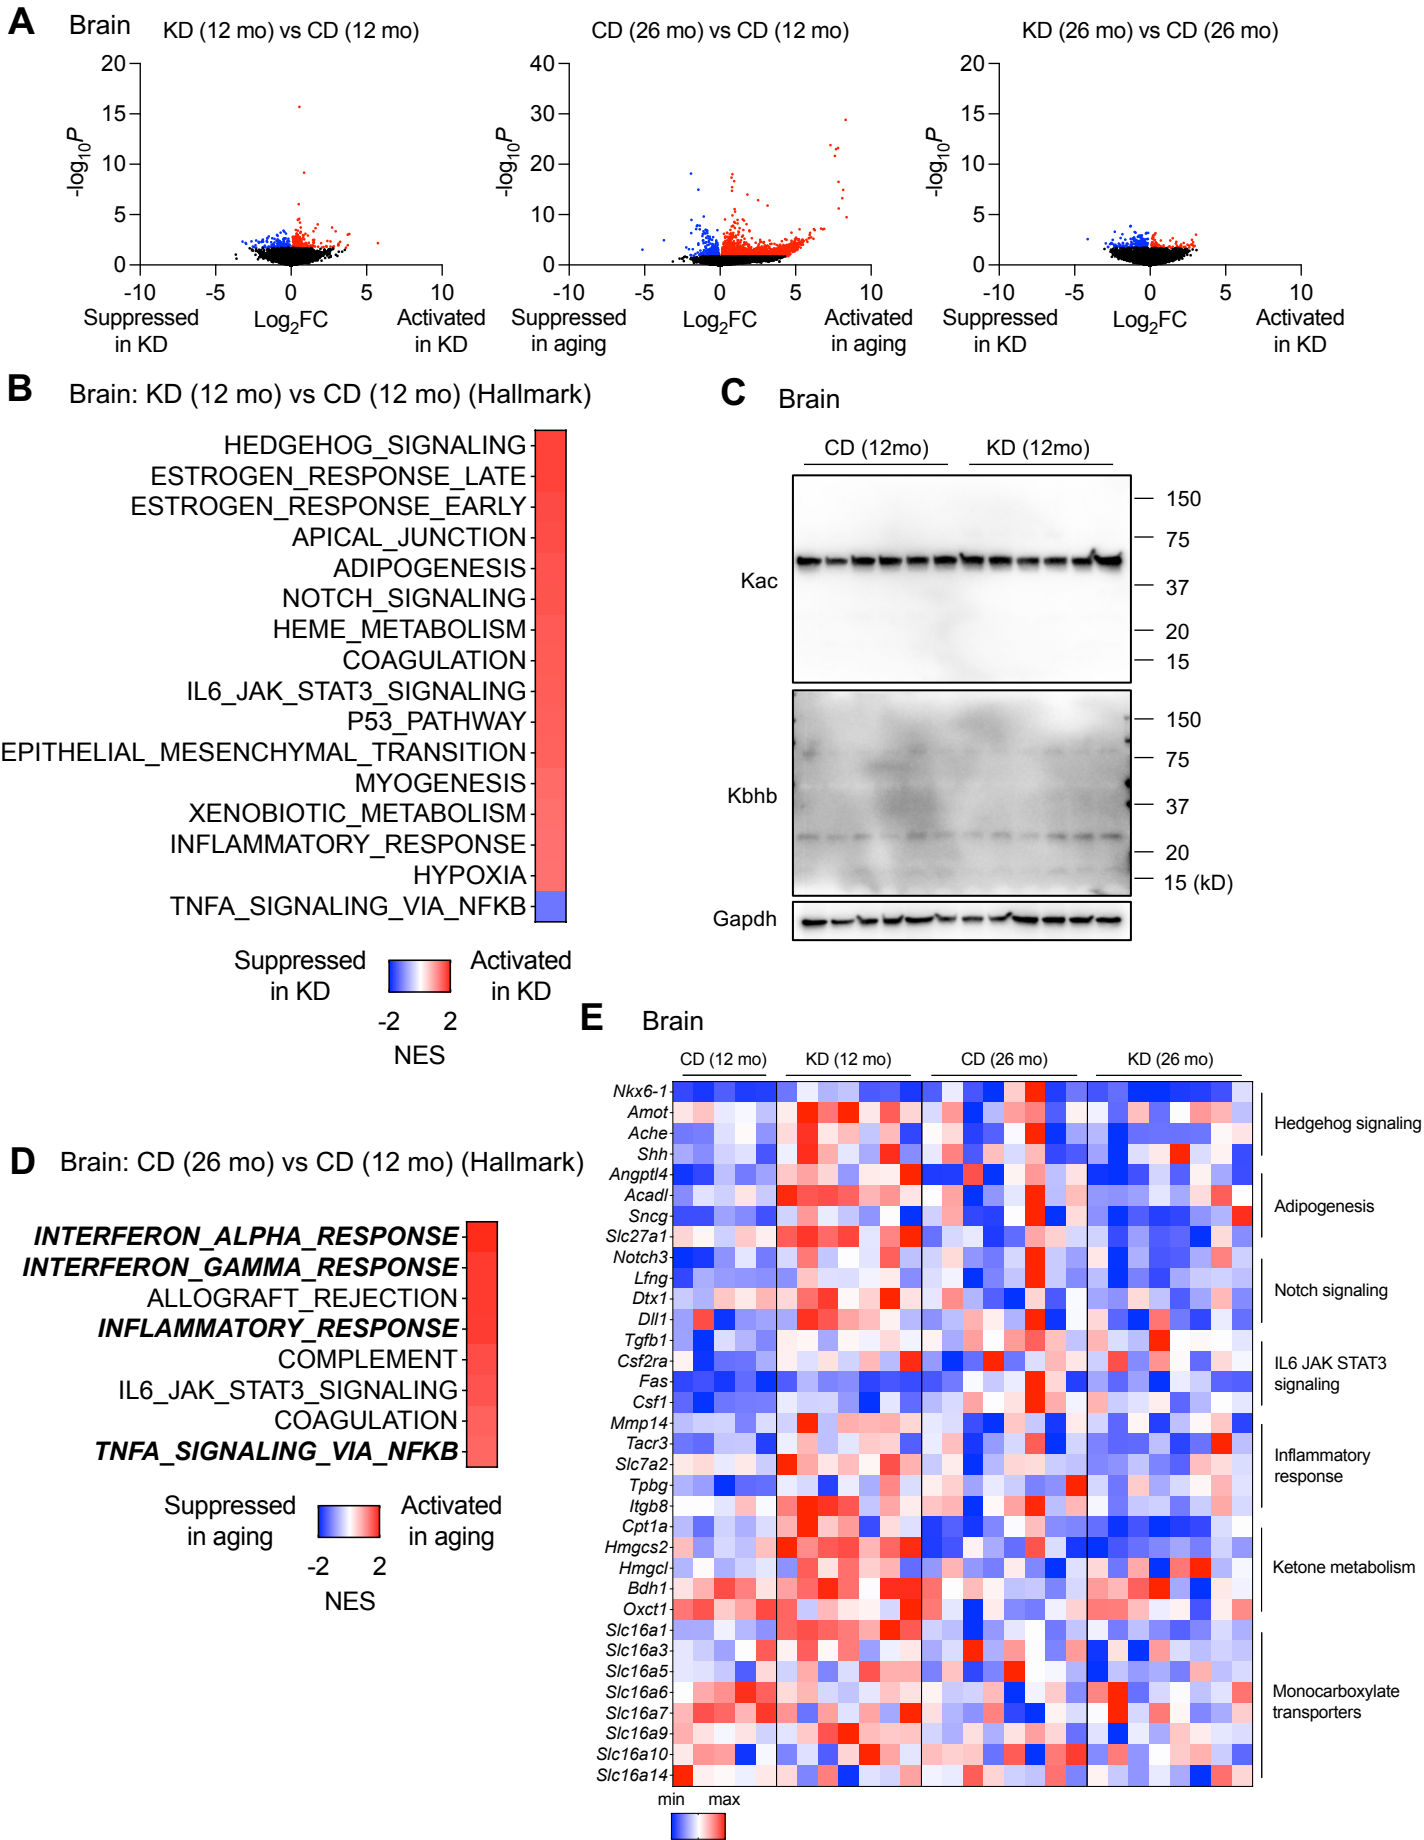 A Brain
KD (12 mo) vs CD (12 mo)
20
15
10
5
0
-log10P
-10 -5 0 5 10
Suppressed in KD
Log2FC
Activated in KD
CD (26 mo) vs CD (12 mo)
40
30
20
10
0
-log10P
-10 -5 0 5 10
Suppressed in aging
Log2FC
Activated in aging
KD (26 mo) vs CD (26 mo)
20
15
10
5
0
-log10P
-10 -5 0 5 10
Suppressed in KD
Log2FC
Activated in KD
B Brain: KD (12 mo) vs CD (12 mo) (Hallmark)
HEDGEHOG_SIGNALING
ESTROGEN_RESPONSE_LATE
ESTROGEN_RESPONSE_EARLY
APICAL_JUNCTION
ADIPOGENESIS
NOTCH_SIGNALING
HEME_METABOLISM
COAGULATION
IL6_JAK_STAT3_SIGNALING
P53_PATHWAY
EPITHELIAL_MESENCHYMAL_TRANSITION
MYOGENESIS
XENOBIOTIC_METABOLISM
INFLAMMATORY_RESPONSE
HYPOXIA
TNFA_SIGNALING_VIA_NFKB
Suppressed in KD
Activated in KD
-2 2
NES
C Brain
CD (12mo) KD (12mo)
Kac
150
75
37
20
15
Kbhb
150
75
37
20
15 (kD)
Gapdh
D Brain: CD (26 mo) vs CD (12 mo) (Hallmark)
INTERFERON_ALPHA_RESPONSE
INTERFERON_GAMMA_RESPONSE
ALLOGRAFT_REJECTION
INFLAMMATORY_RESPONSE
COMPLEMENT
IL6_JAK_STAT3_SIGNALING
COAGULATION
TNFA_SIGNALING_VIA_NFKB
Suppressed in aging
Activated in aging
-2 2
NES
E Brain
CD (12 mo) KD (12 mo) CD (26 mo) KD (26 mo)
Nkx6-1
Amot
Ache
Shh
Angptl4
Acadl
Sncg
Slc27a1
Notch3
Lfng
Dtx1
Dll1
Tgfb1
Csf2ra
Fas
Csf1
Mmp14
Tacr3
Slc7a2
Tpbg
Itgb8
Cpt1a
Hmgcs2
Hmgcl
Bdh1
Oxct1
Slc16a1
Slc16a3
Slc16a5
Slc16a6
Slc16a7
Slc16a9
Slc16a10
Slc16a14
Hedgehog signaling
Adipogenesis
Notch signaling
IL6 JAK STAT3
signaling
Inflammatory
response
Ketone metabolism
Monocarboxylate
transporters
min max